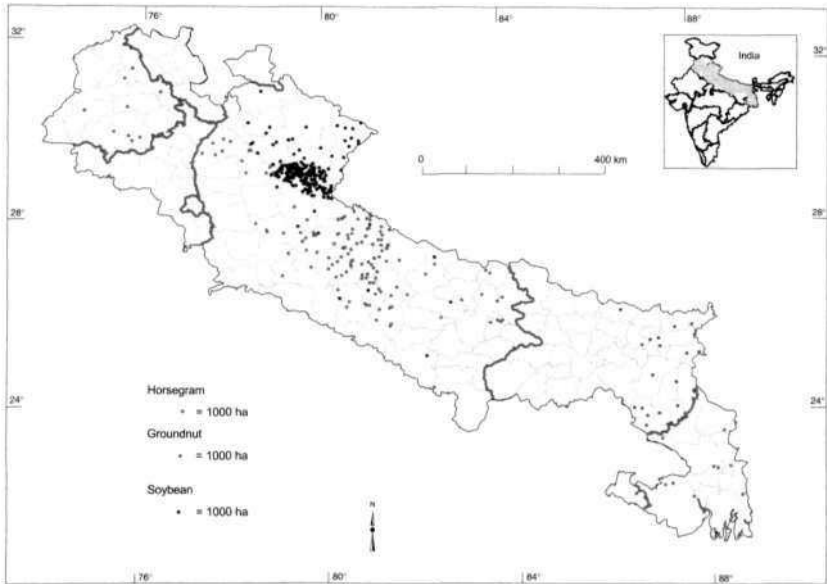 76°
80
84°
88°
32°
32°
India
0
400 km
28°
28°
Horsegram
= 1000 ha
24°
24°
Groundnut
= 1000 ha
Soybean
= 1000 ha
N
76°
80
84°
88°